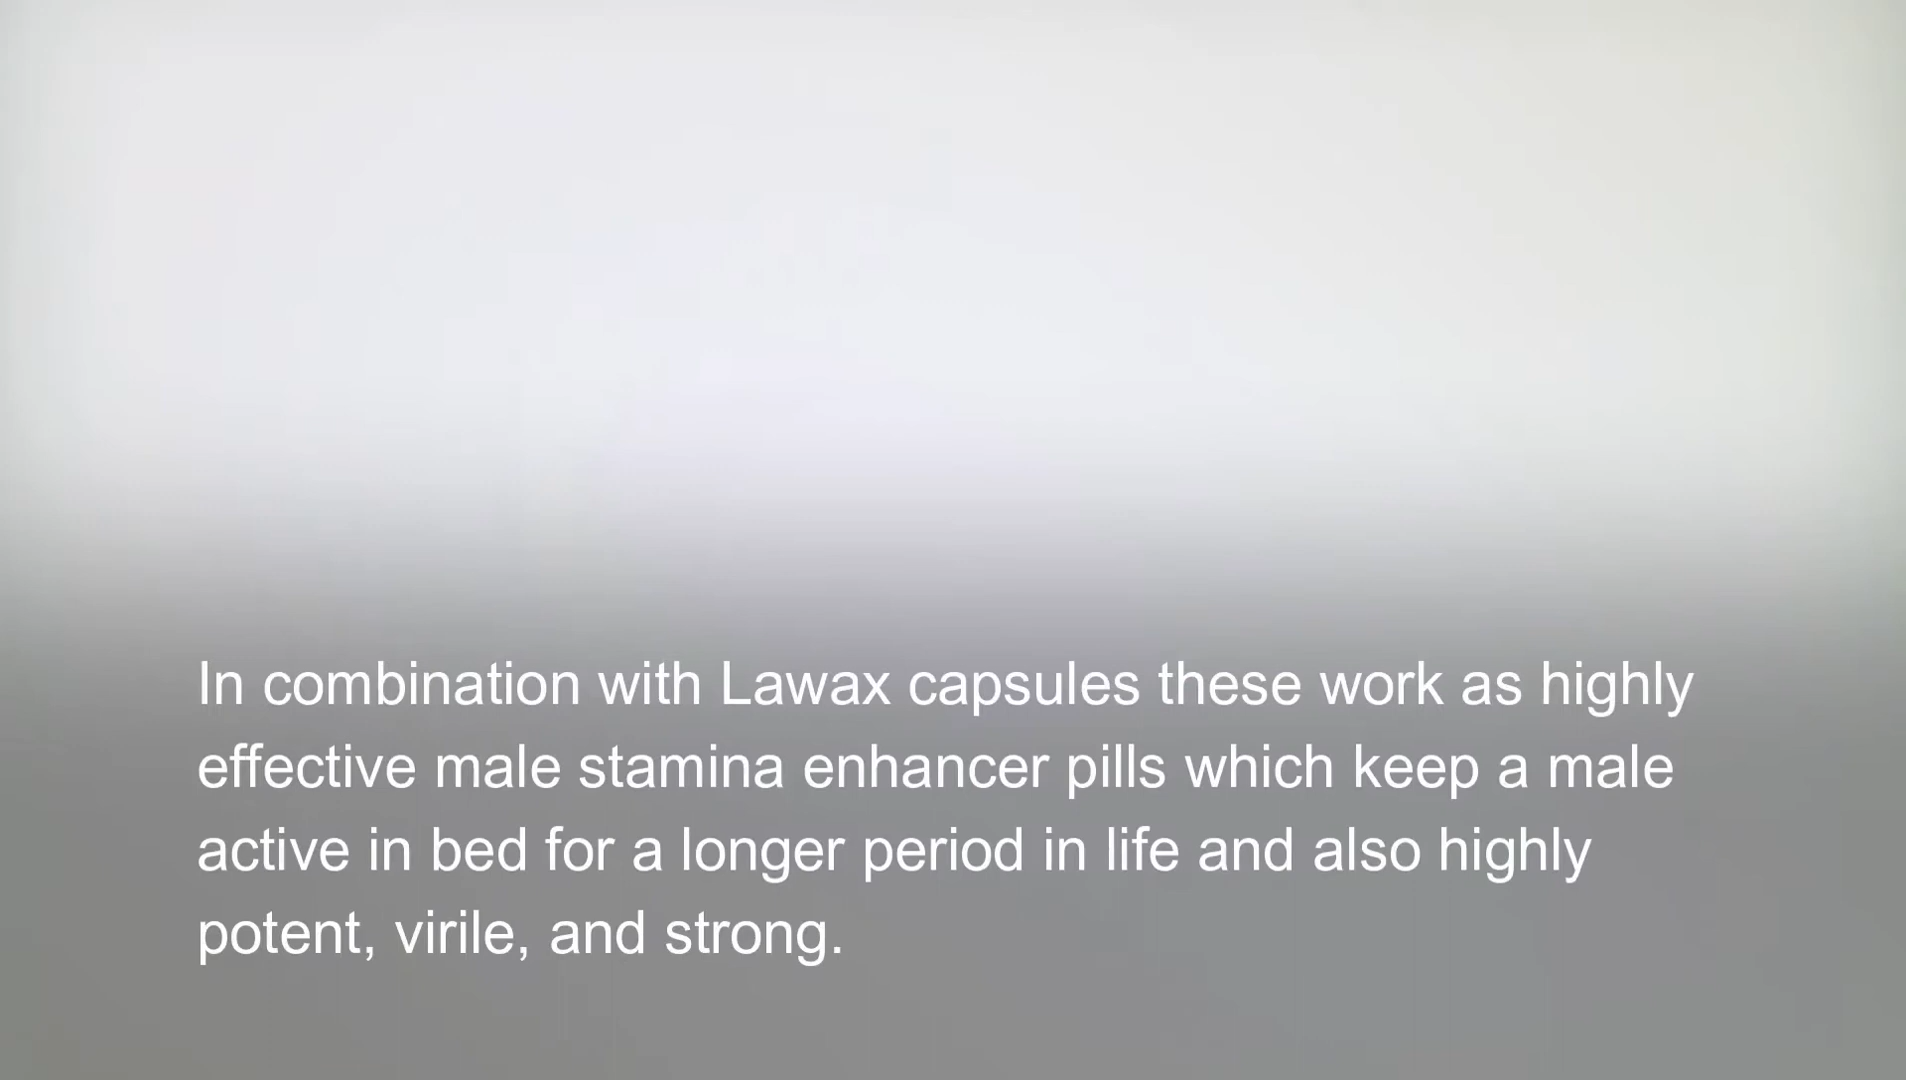 In combination with Lawax capsules these work as highly
effective male stamina enhancer pills which keep a male
active in bed for a longer period in life and also highly
potent, virile, and strong.